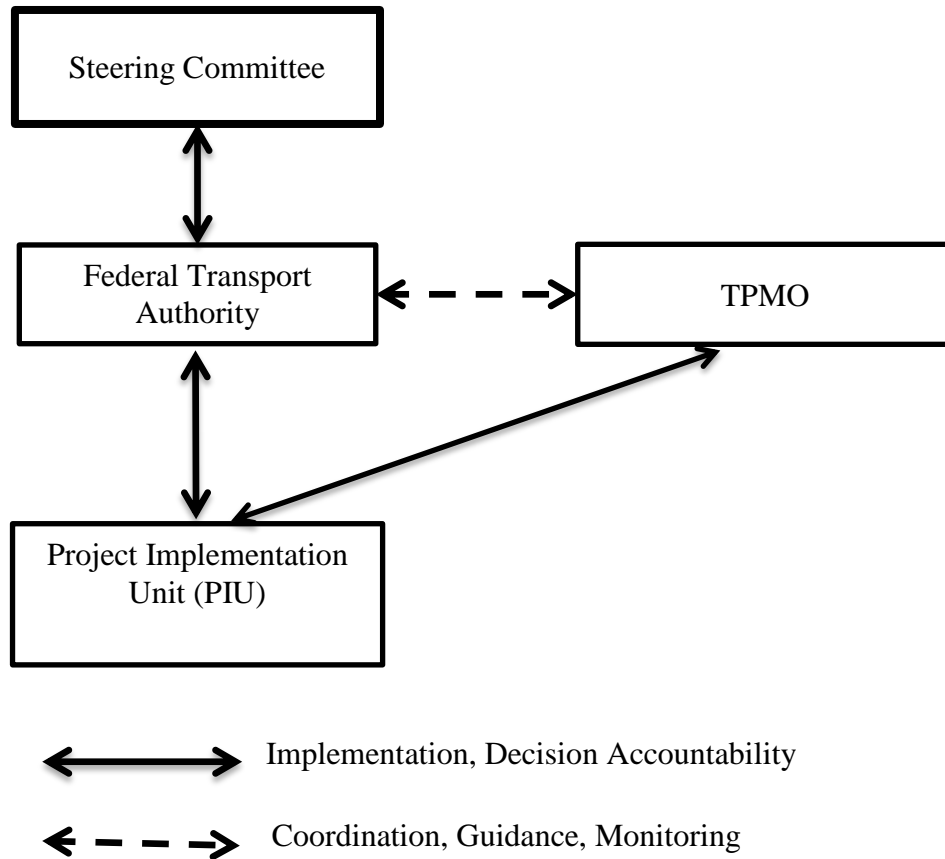 Steering Committee
Federal Transport
Authority
TPMO
Project Implementation
Unit (PIU)
Implementation, Decision Accountability
Coordination, Guidance, Monitoring